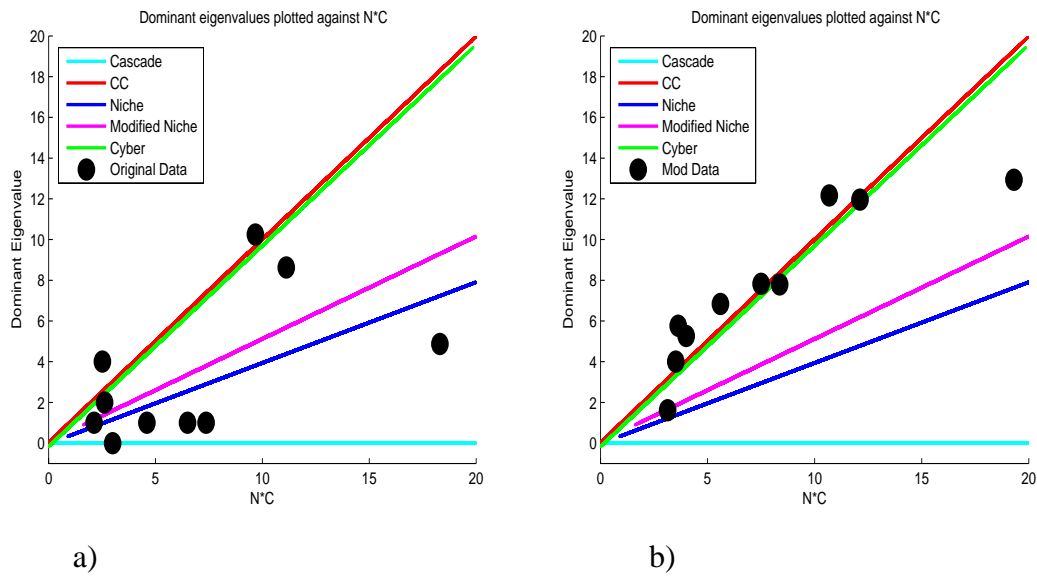 Dominant eigenvalues plotted against N*C
20
18
16
14
12
10
8
6
4
2
0
Dominant Eigenvalue
Cascade
CC
Niche
Modified Niche
Cyber
Original Data
0 5 10 15 20
N*C
a)
Dominant eigenvalues plotted against N*C
20
18
16
14
12
10
8
6
4
2
0
Dominant Eigenvalue
Cascade
CC
Niche
Modified Niche
Cyber
Mod Data
0 5 10 15 20
N*C
b)